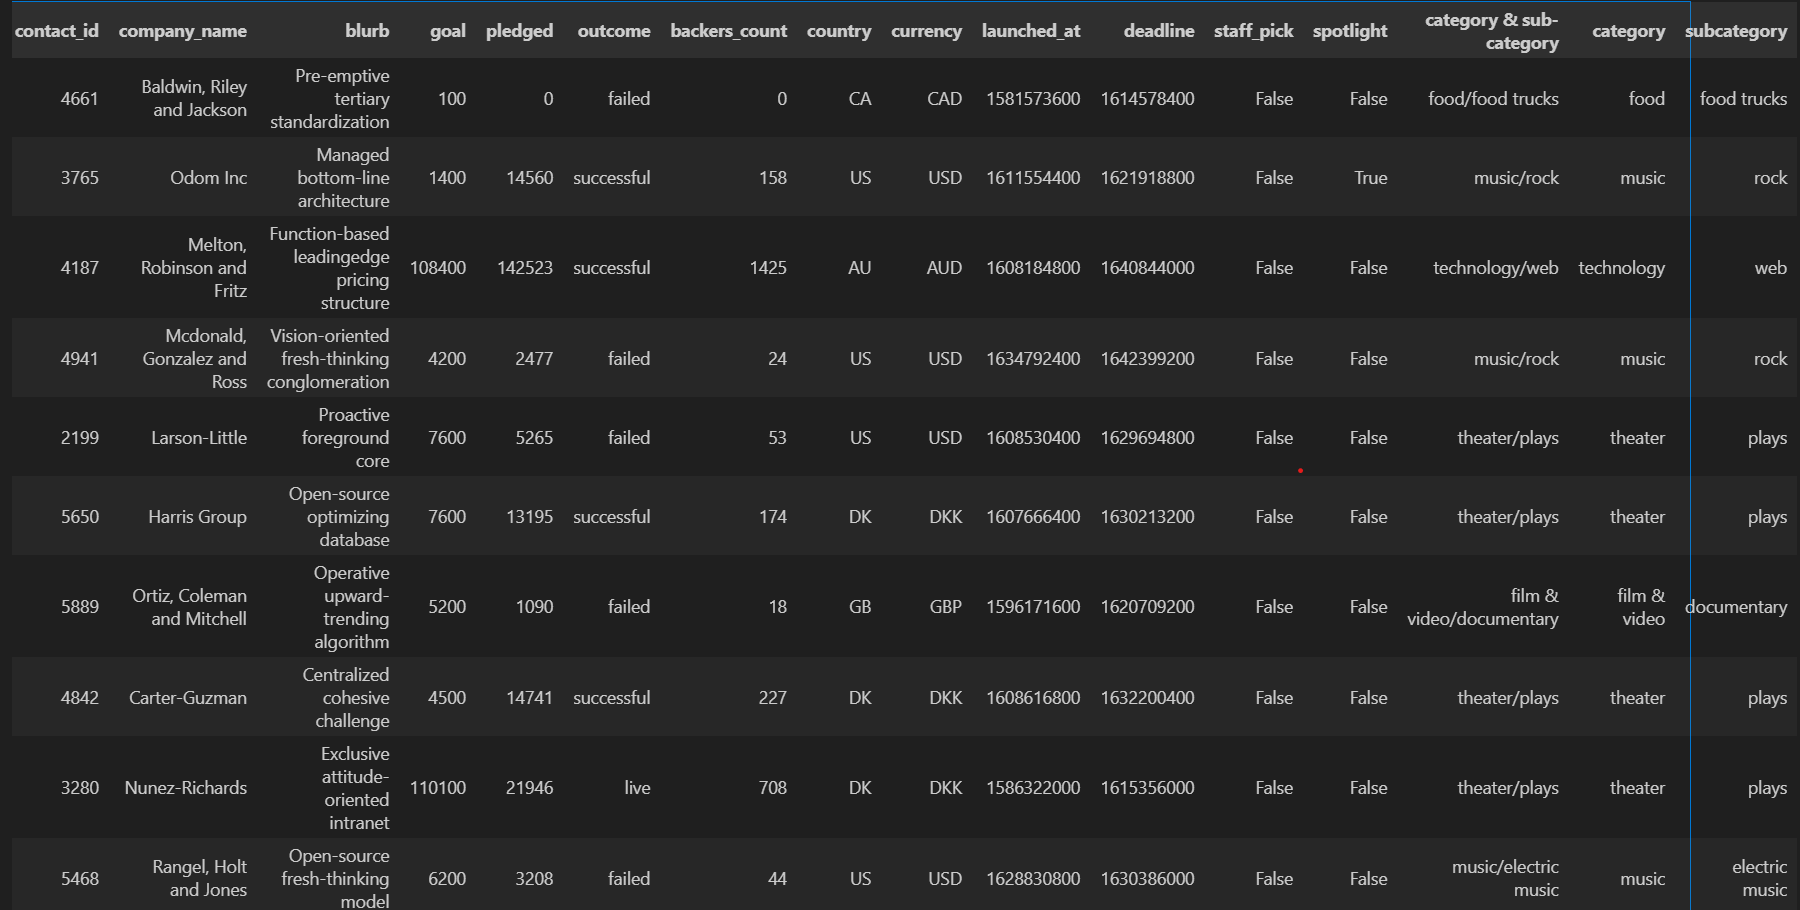 contact_id company_name blurb goal pledged outcome backers_count country currency launched_at deadline staff_pick spotlight category & sub-category category subcategory
4661 Baldwin, Riley and Jackson Pre-emptive tertiary standardization 100 0 failed 0 CA CAD 1581573600 1614578400 False False food/food trucks food food trucks
3765 Odom Inc Managed bottom-line architecture 1400 14560 successful 158 US USD 1611554400 1621918800 False True music/rock music rock
4187 Melton, Robinson and Fritz Function-based leadingedge pricing structure 108400 142523 successful 1425 AU AUD 1608184800 1640844000 False False technology/web technology web
4941 Mcdonald, Gonzalez and Ross Vision-oriented fresh-thinking conglomeration 4200 2477 failed 24 US USD 1634792400 1642399200 False False music/rock music rock
2199 Larson-Little Proactive foreground core 7600 5265 failed 53 US USD 1608530400 1629694800 False False theater/plays theater plays
5650 Harris Group Open-source optimizing database 7600 13195 successful 174 DK DKK 1607666400 1630213200 False False theater/plays theater plays
5889 Ortiz, Coleman and Mitchell Operative upward-trending algorithm 5200 1090 failed 18 GB GBP 1596171600 1620709200 False False film & video/documentary film & video documentary
4842 Carter-Guzman Centralized cohesive challenge 4500 14741 successful 227 DK DKK 1608616800 1632200400 False False theater/plays theater plays
3280 Nunez-Richards Exclusive attitude-oriented intranet 110100 21946 live 708 DK DKK 1586322000 1615356000 False False theater/plays theater plays
5468 Rangel, Holt and Jones Open-source fresh-thinking model 6200 3208 failed 44 US USD 1628830800 1630386000 False False music/electric music music electric music